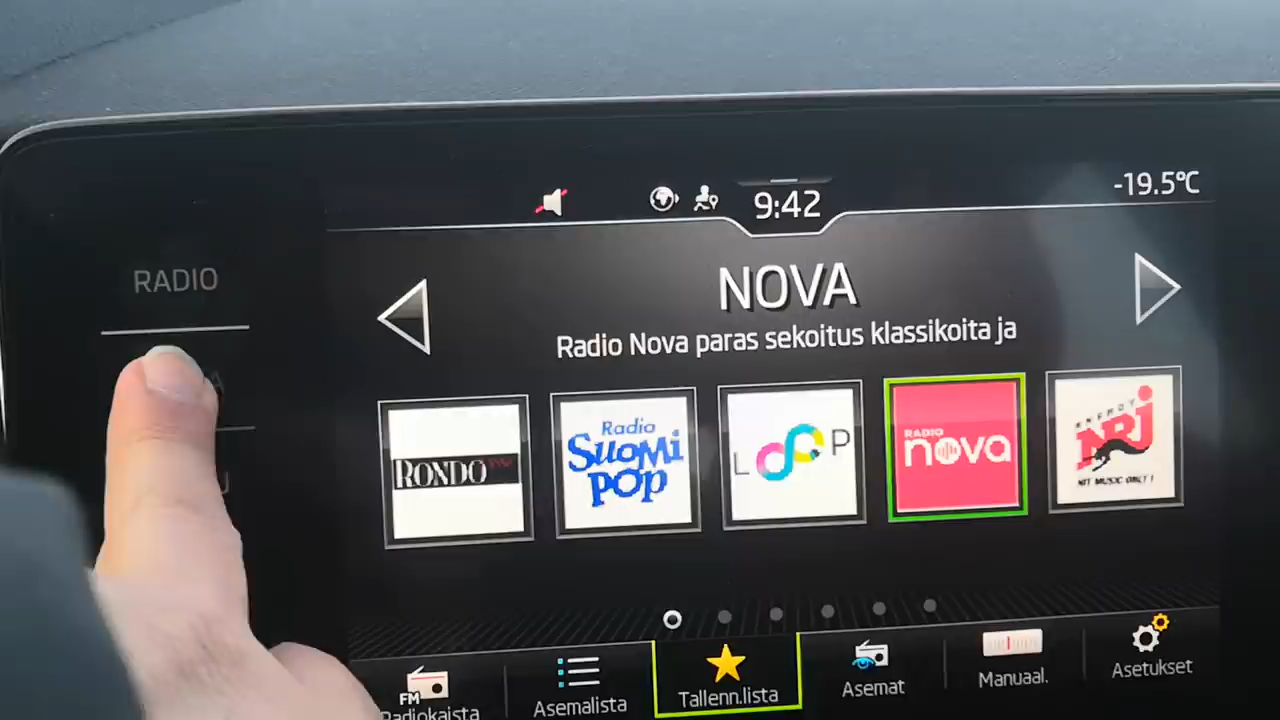 9:42
-19.5℃
RADIO
NOVA
Radio Nova paras sekoitus klassikoita ja
RONDO
Radio
SUOMI
POP
LOOP
RADIO
nova
ENERGY
NRJ
HIT MUSIC ONLY!
FM
Radiokaista
Asemalista
Tallenn.lista
Asemat
Manuaal.
Asetukset